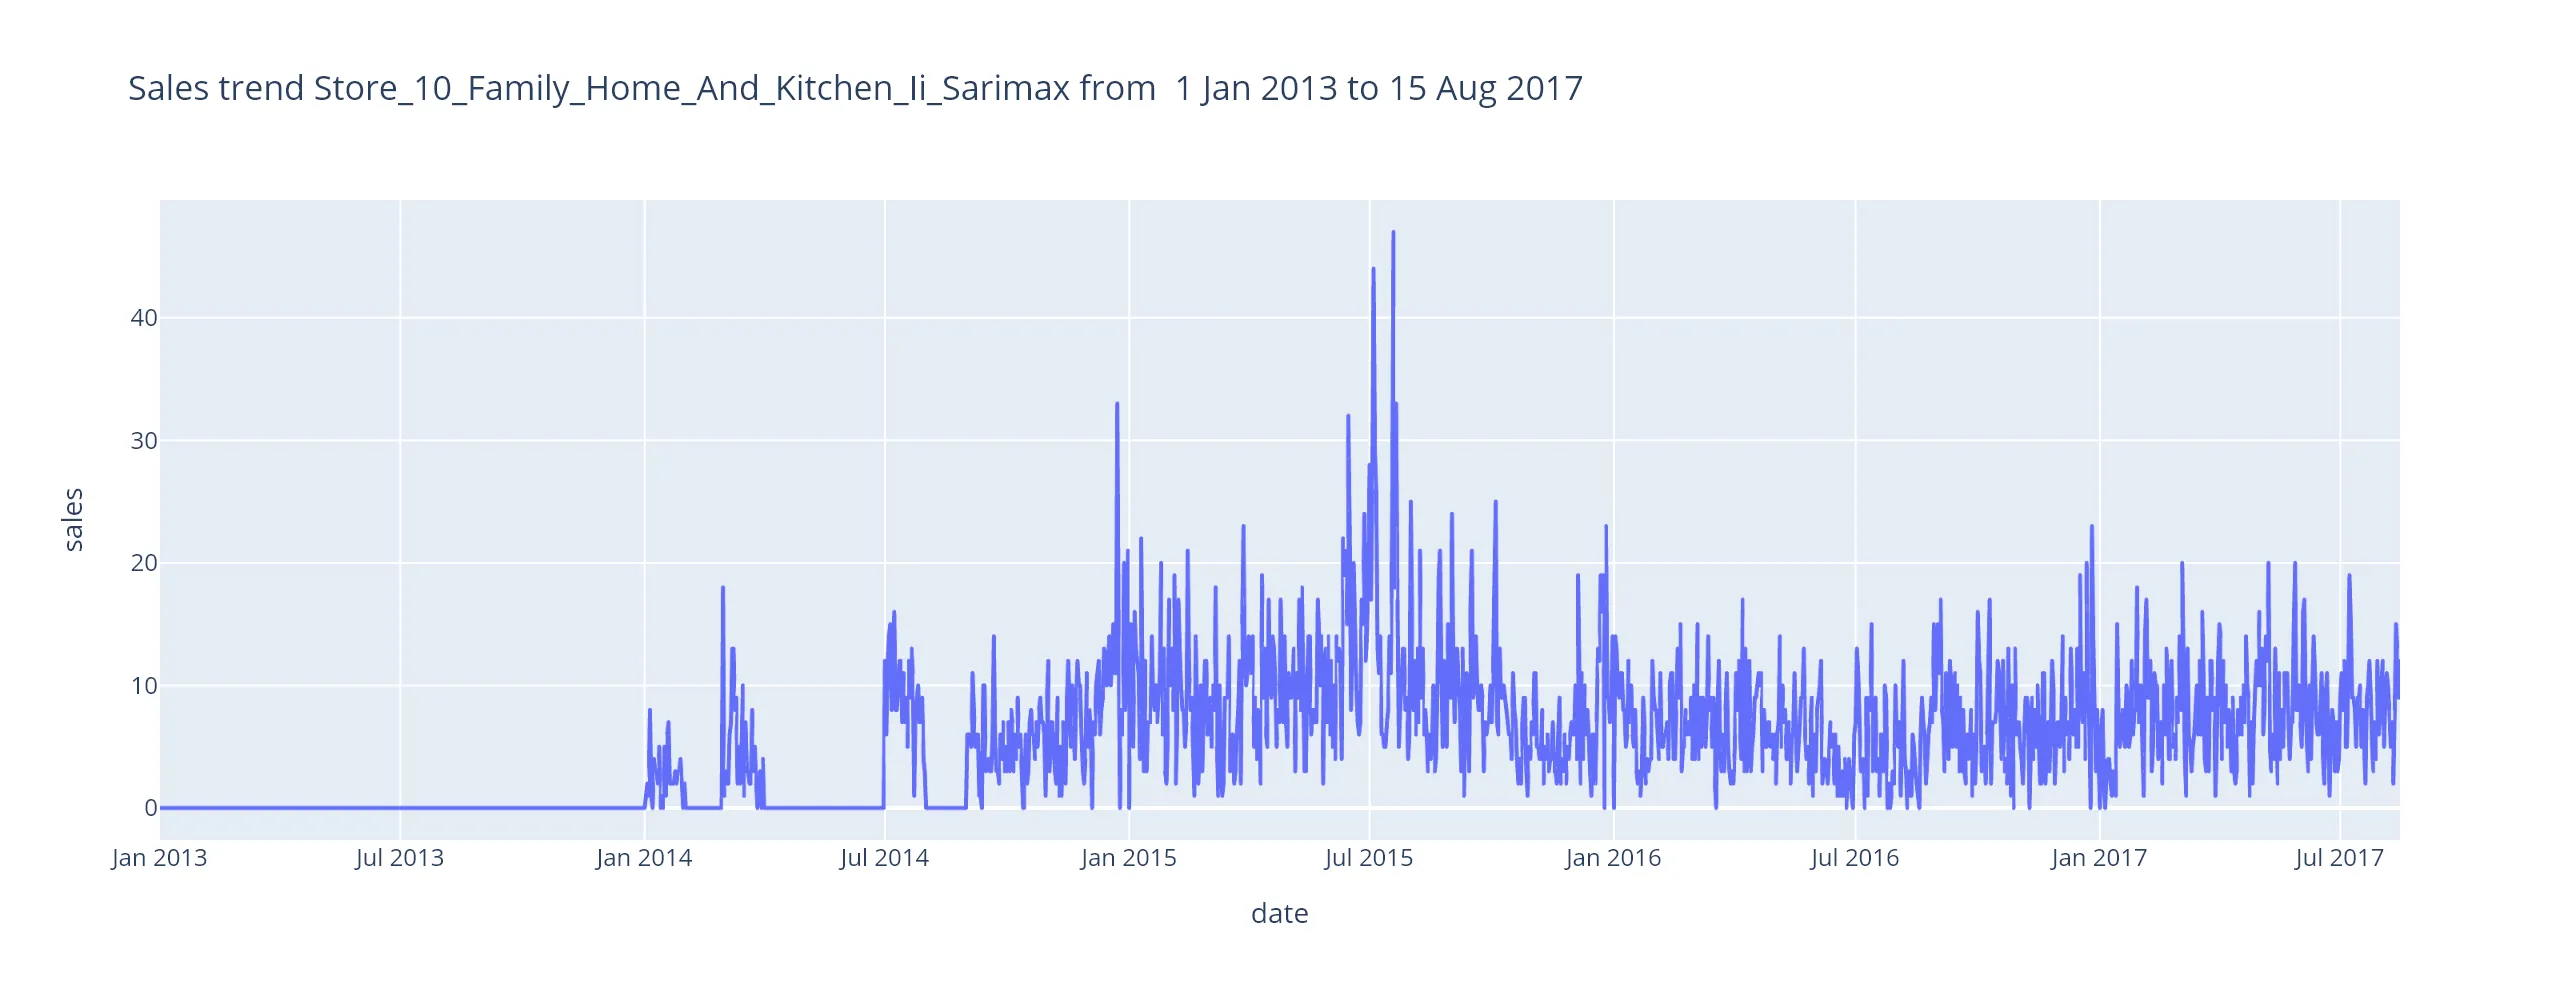 Sales trend Store_10_Family_Home_And_Kitchen_Ii_Sarimax from  1 Jan 2013 to 15 Aug 2017
40
30
20
10
0
sales
Jan 2013 Jul 2013 Jan 2014 Jul 2014 Jan 2015 Jul 2015 Jan 2016 Jul 2016 Jan 2017 Jul 2017
date